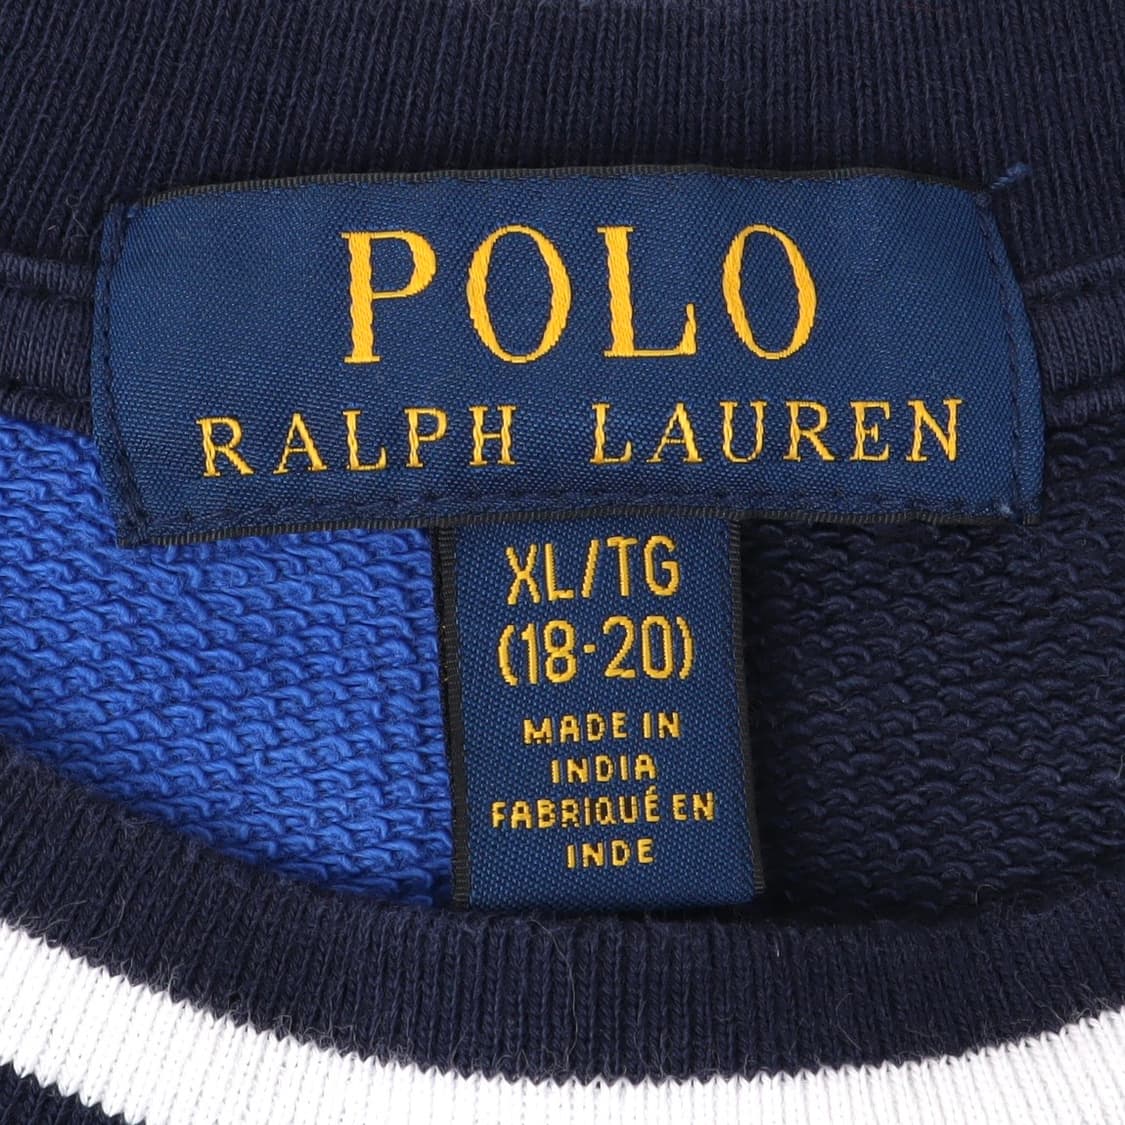 POLO
RALPH LAUREN
XL/TG
(18-20)
MADE IN
INDIA
FABRIQUÉ EN
INDE